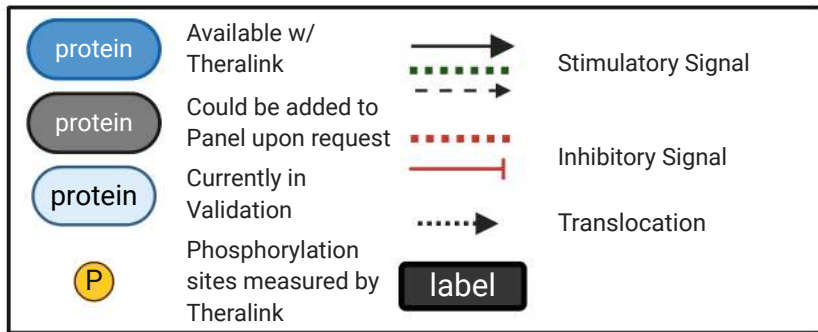 protein
Available w/
Theralink
protein
Could be added to
Panel upon request
protein
Currently in
Validation
P
Phosphorylation
sites measured by
Theralink
Stimulatory Signal
Inhibitory Signal
Translocation
label